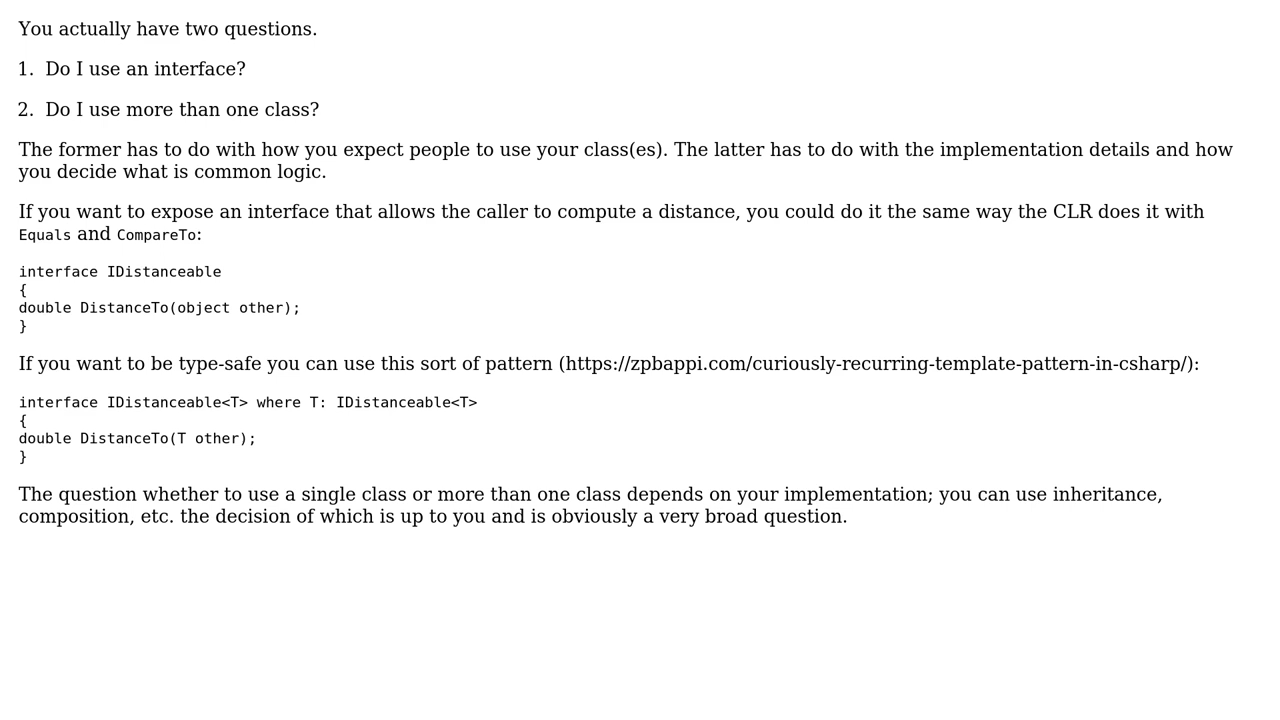 You actually have two questions.
1. Do I use an interface?
2. Do I use more than one class?
The former has to do with how you expect people to use your class(es). The latter has to do with the implementation details and how
you decide what is common logic.
If you want to expose an interface that allows the caller to compute a distance, you could do it the same way the CLR does it with
Equals and CompareTo:
interface IDistanceable
{
double DistanceTo(object other);
}
If you want to be type-safe you can use this sort of pattern (https://zpbappi.com/curiously-recurring-template-pattern-in-csharp/):
interface IDistanceable<T> where T: IDistanceable<T>
{
double DistanceTo(T other);
}
The question whether to use a single class or more than one class depends on your implementation; you can use inheritance,
composition, etc. the decision of which is up to you and is obviously a very broad question.